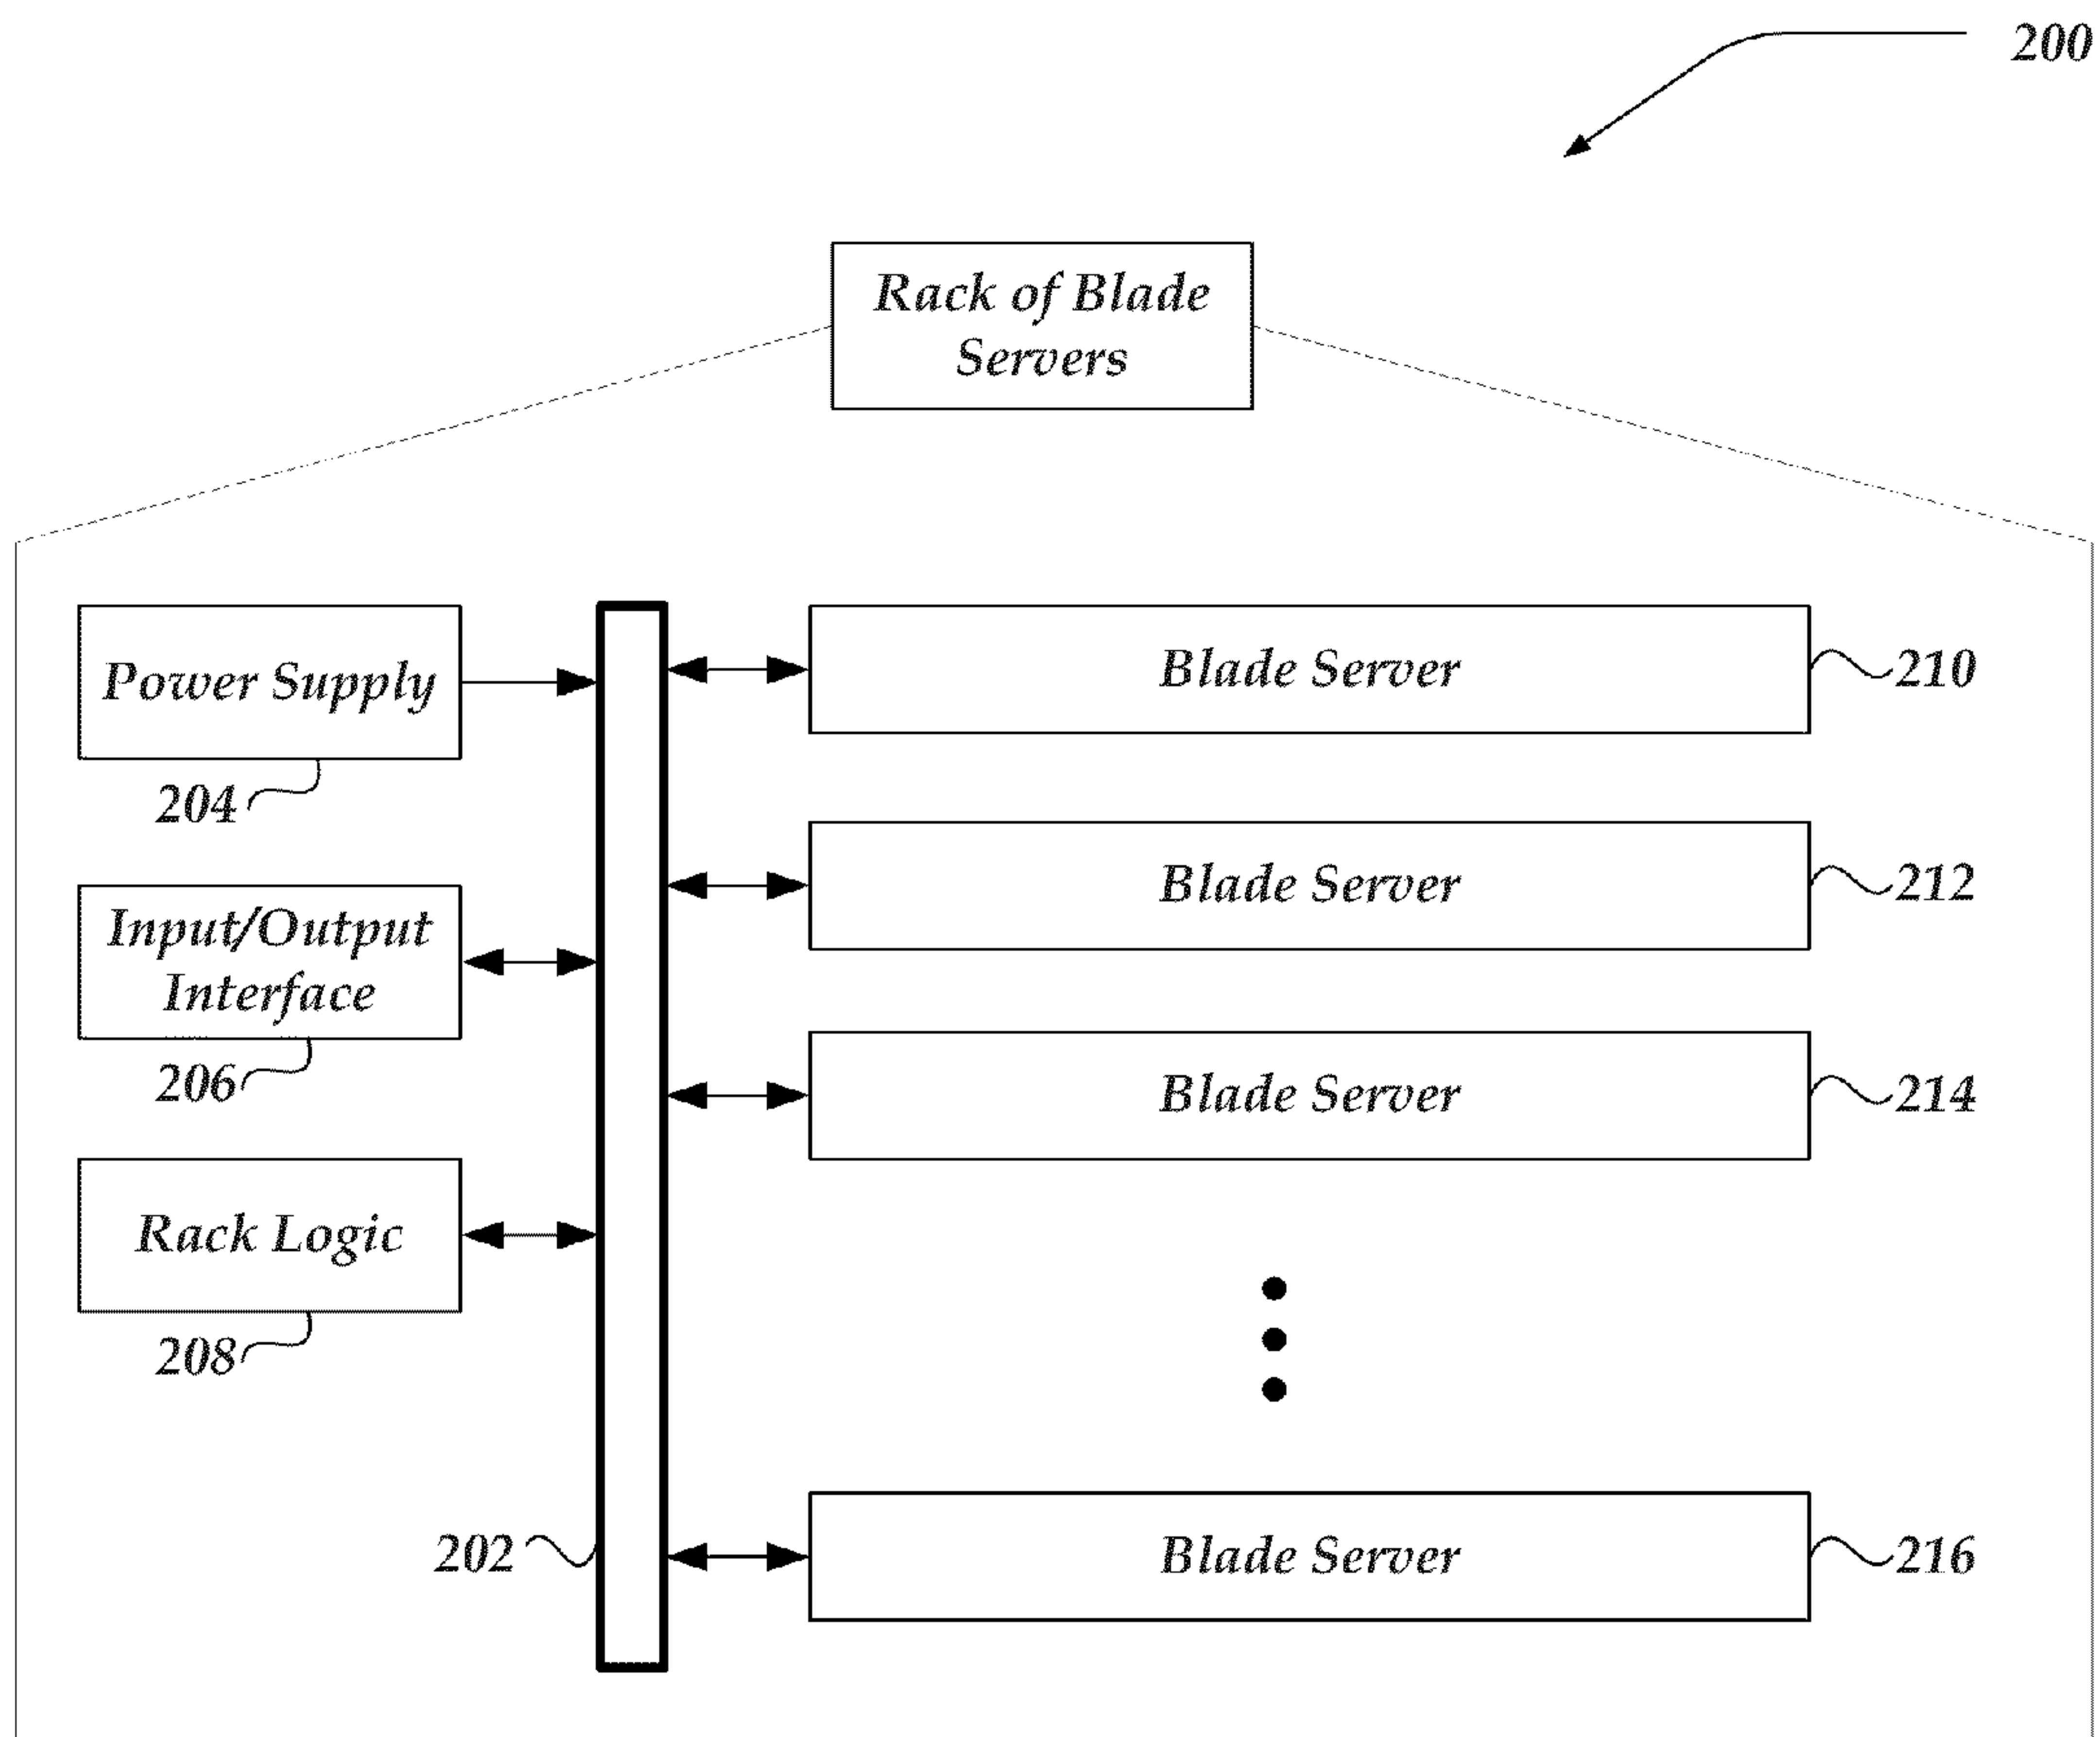 200
Rack of Blade
Servers
Power Supply
204
Input/Output
Interface
206
Rack Logic
208
202
Blade Server
210
Blade Server
212
Blade Server
214
Blade Server
216